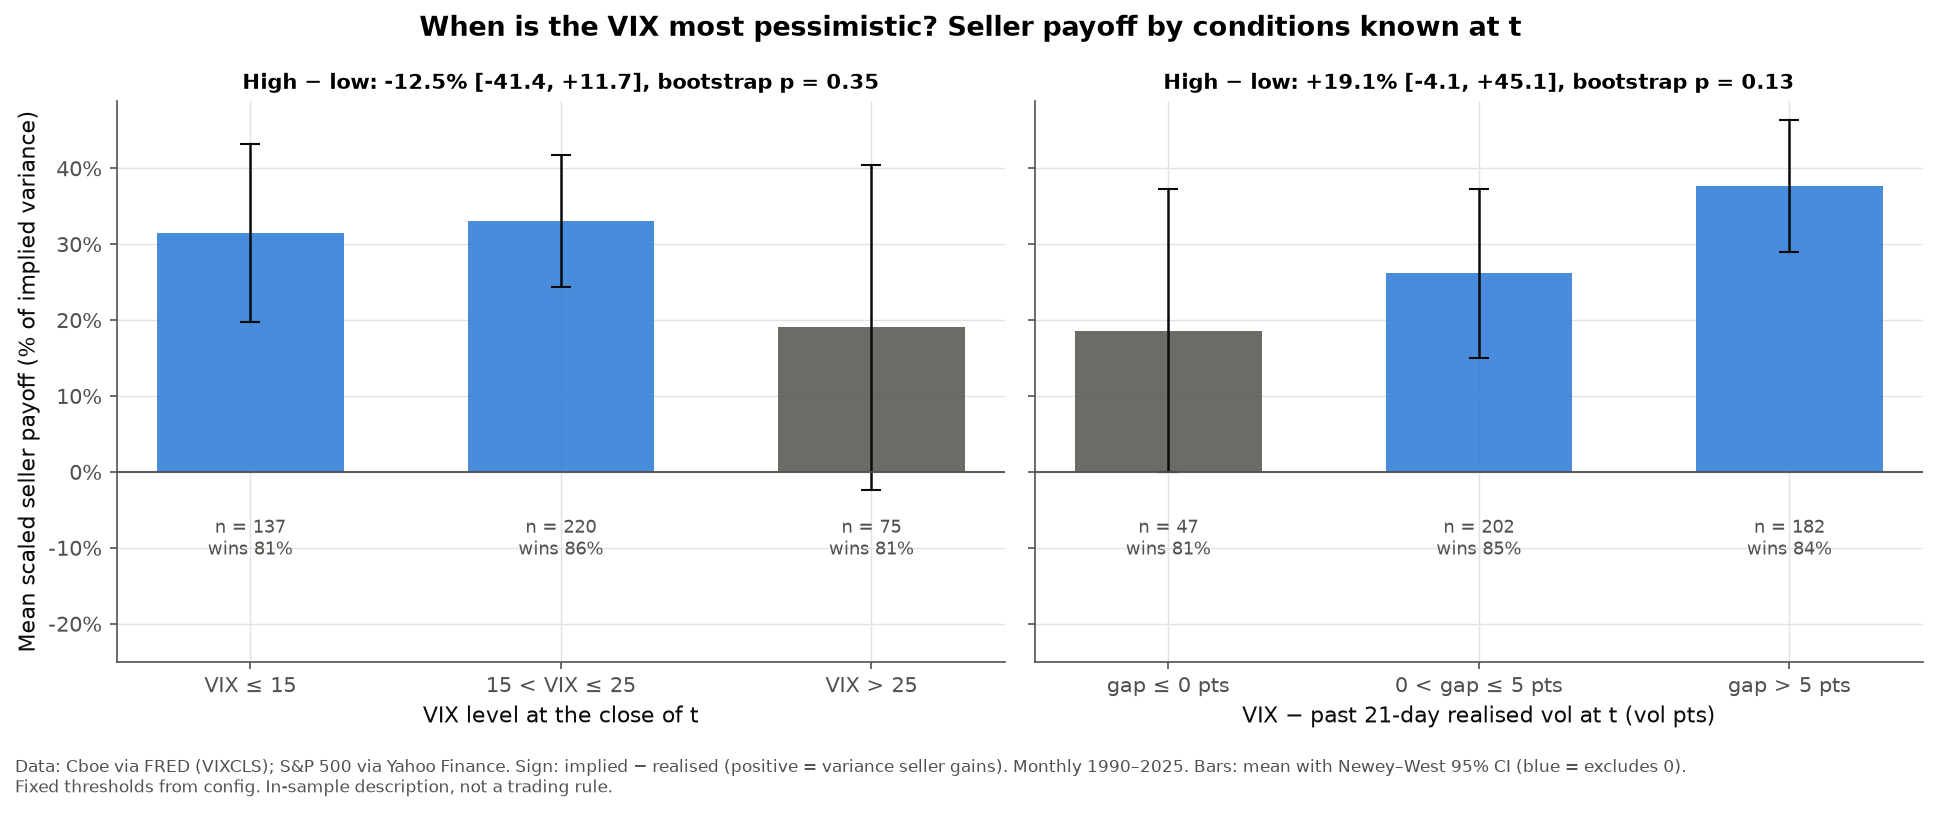 When is the VIX most pessimistic? Seller payoff by conditions known at t
High − low: -12.5% [-41.4, +11.7], bootstrap p = 0.35
High − low: +19.1% [-4.1, +45.1], bootstrap p = 0.13
Mean scaled seller payoff (% of implied variance)
40%
30%
20%
10%
0%
-10%
-20%
n = 137
wins 81%
n = 220
wins 86%
n = 75
wins 81%
n = 47
wins 81%
n = 202
wins 85%
n = 182
wins 84%
VIX ≤ 15
15 < VIX ≤ 25
VIX > 25
gap ≤ 0 pts
0 < gap ≤ 5 pts
gap > 5 pts
VIX level at the close of t
VIX − past 21-day realised vol at t (vol pts)
Data: Cboe via FRED (VIXCLS); S&P 500 via Yahoo Finance. Sign: implied − realised (positive = variance seller gains). Monthly 1990–2025. Bars: mean with Newey–West 95% CI (blue = excludes 0).
Fixed thresholds from config. In-sample description, not a trading rule.